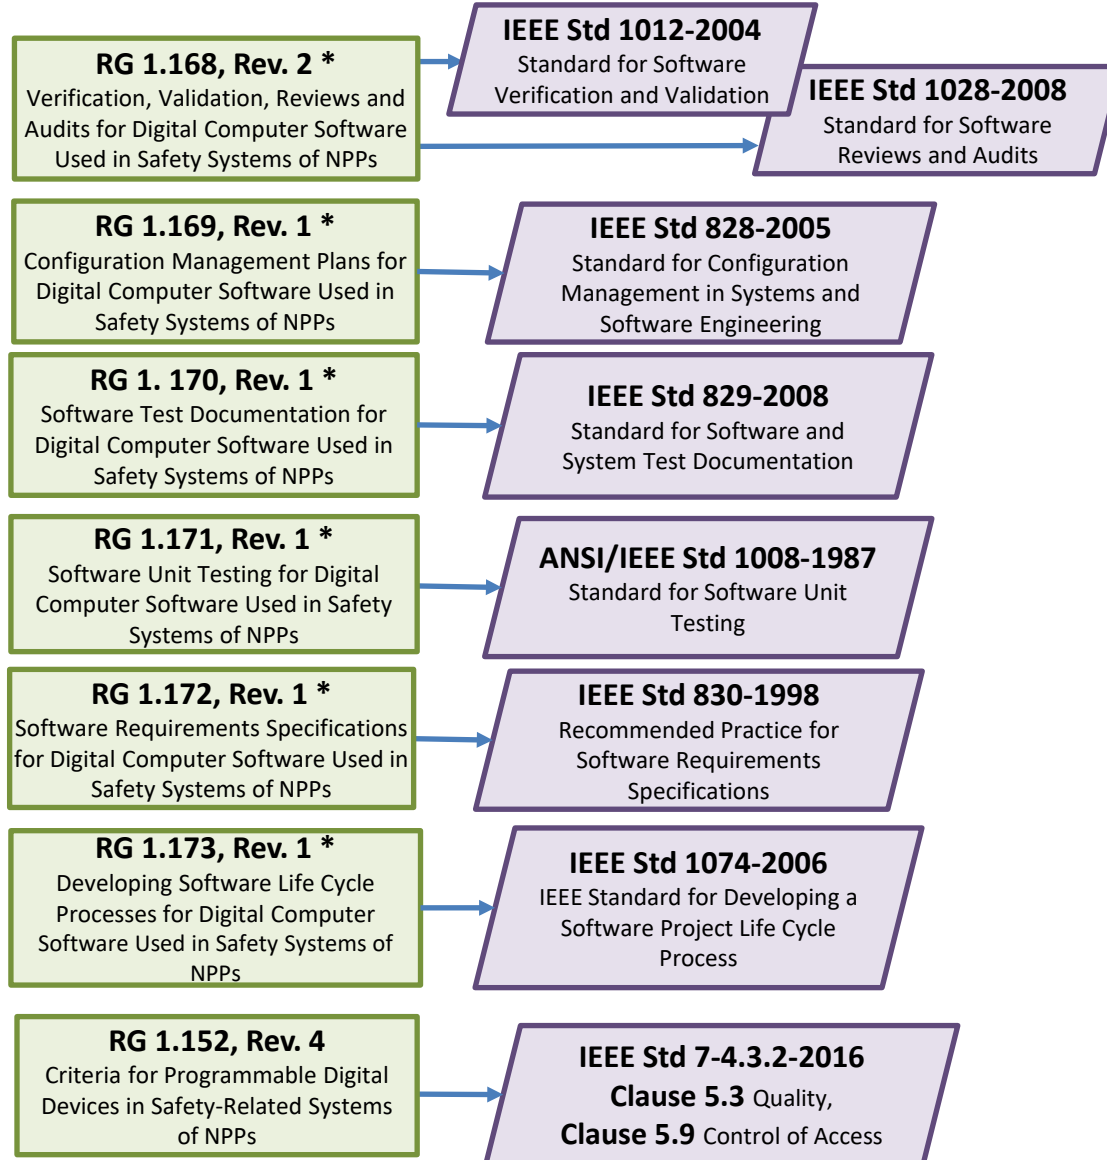 RG 1.168, Rev. 2 *
Verification, Validation, Reviews and
Audits for Digital Computer Software
Used in Safety Systems of NPPs
IEEE Std 1012-2004
Standard for Software
Verification and Validation
IEEE Std 1028-2008
Standard for Software
Reviews and Audits
RG 1.169, Rev. 1 *
Configuration Management Plans for
Digital Computer Software Used in
Safety Systems of NPPs
IEEE Std 828-2005
Standard for Configuration
Management in Systems and
Software Engineering
RG 1. 170, Rev. 1 *
Software Test Documentation for
Digital Computer Software Used in
Safety Systems of NPPs
IEEE Std 829-2008
Standard for Software and
System Test Documentation
RG 1.171, Rev. 1 *
Software Unit Testing for Digital
Computer Software Used in Safety
Systems of NPPs
ANSI/IEEE Std 1008-1987
Standard for Software Unit
Testing
RG 1.172, Rev. 1 *
Software Requirements Specifications
for Digital Computer Software Used in
Safety Systems of NPPs
IEEE Std 830-1998
Recommended Practice for
Software Requirements
Specifications
RG 1.173, Rev. 1 *
Developing Software Life Cycle
Processes for Digital Computer
Software Used in Safety Systems of
NPPs
IEEE Std 1074-2006
IEEE Standard for Developing a
Software Project Life Cycle
Process
RG 1.152, Rev. 4
Criteria for Programmable Digital
Devices in Safety-Related Systems
of NPPs
IEEE Std 7-4.3.2-2016
Clause 5.3 Quality,
Clause 5.9 Control of Access